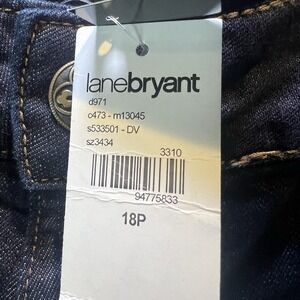 lanebryant
d971
c473 - m13045
s533501 - DV
sz3434
3310
94775833
18P